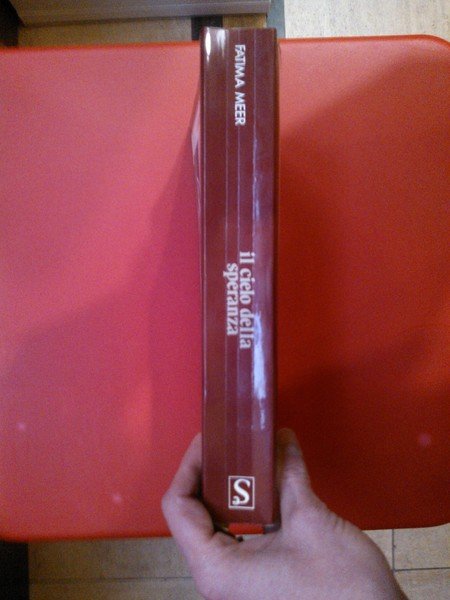 FATIMA MEER
il cielo della
speranza
S